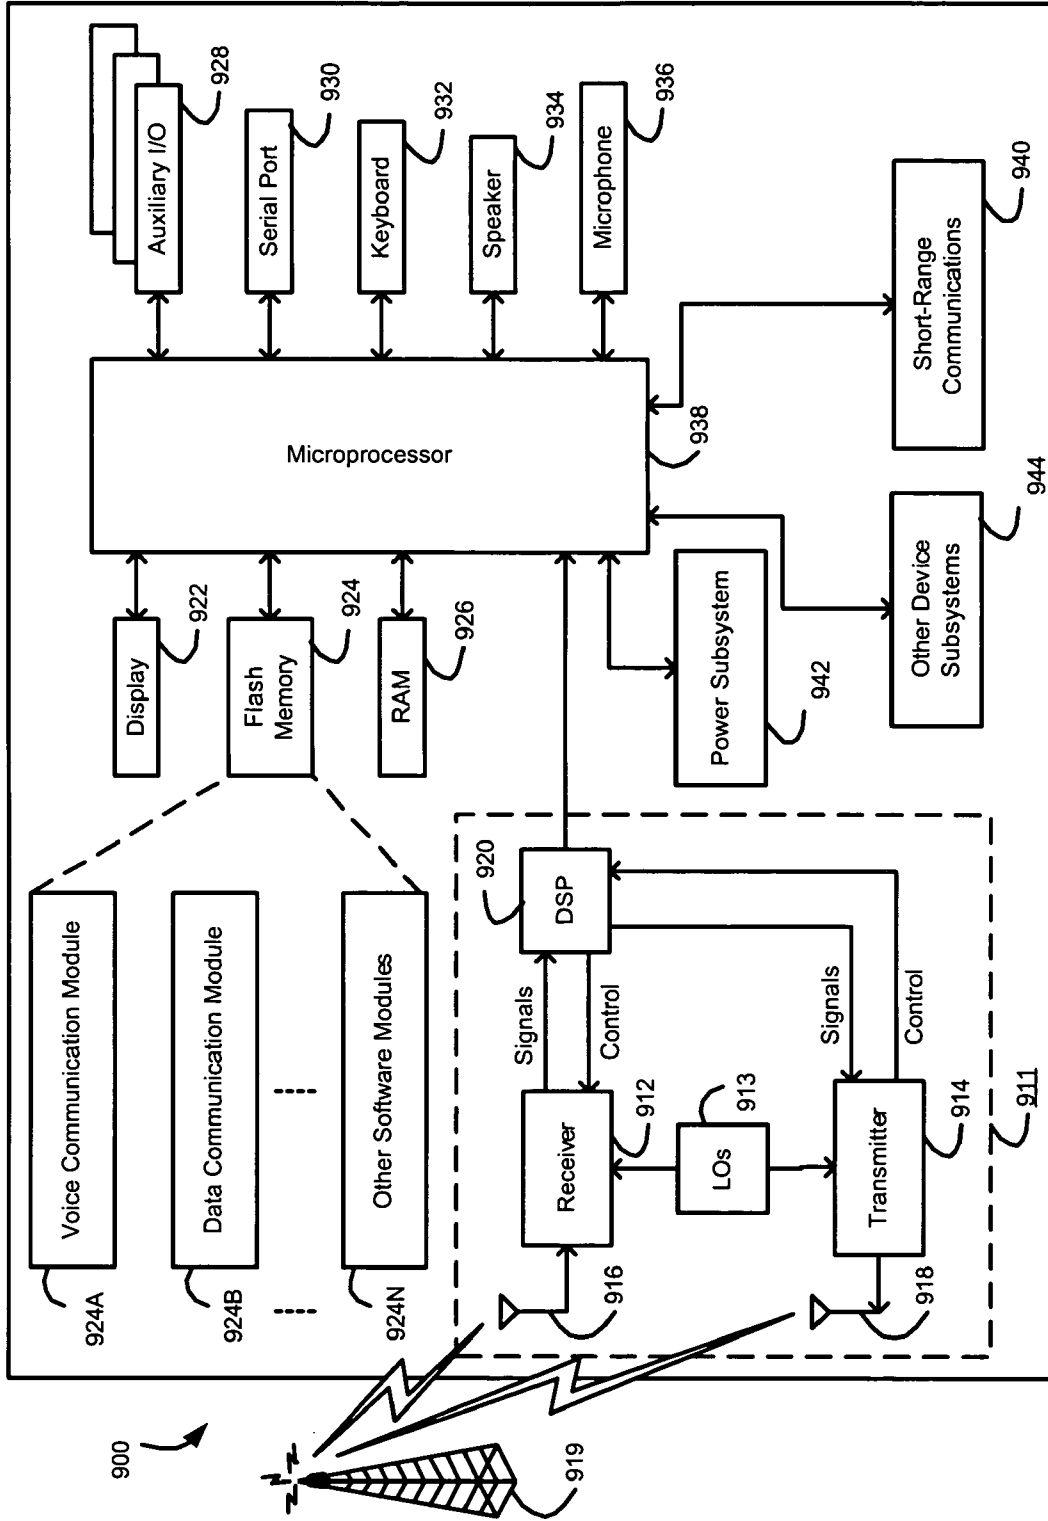 900
919
Voice Communication Module
924A
Data Communication Module
924B
Other Software Modules
924N
Display
922
Flash
Memory
924
RAM
926
Microprocessor
938
Auxiliary I/O
928
Serial Port
930
Keyboard
932
Speaker
934
Microphone
936
Receiver
912
Signals
Control
DSP
920
LOs
913
Transmitter
914
Signals
Control
916
918
911
Power Subsystem
942
Other Device
Subsystems
944
Short-Range
Communications
940